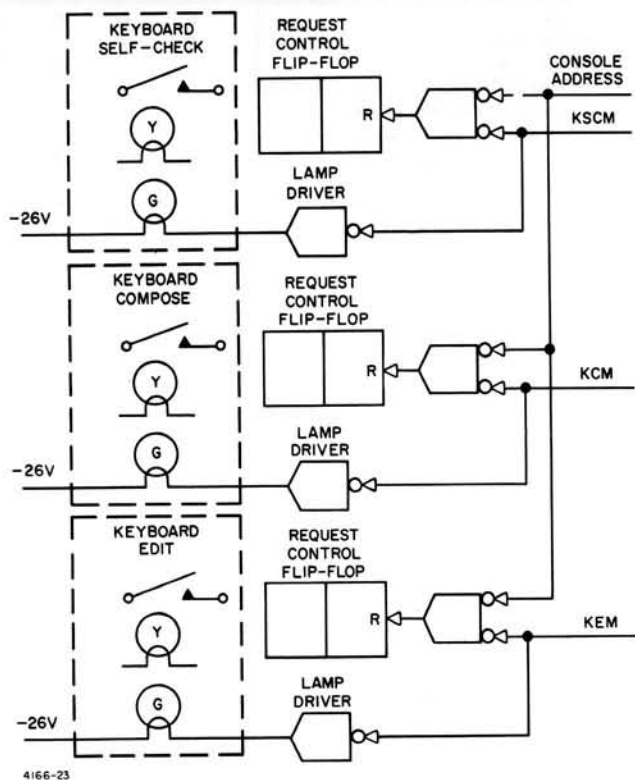 KEYBOARD
SELF-CHECK
Y
G
-26V
REQUEST
CONTROL
FLIP-FLOP
R
CONSOLE
ADDRESS
KSCM
LAMP
DRIVER
KEYBOARD
COMPOSE
Y
G
-26V
REQUEST
CONTROL
FLIP-FLOP
R
KCM
LAMP
DRIVER
KEYBOARD
EDIT
Y
G
-26V
REQUEST
CONTROL
FLIP-FLOP
R
KEM
LAMP
DRIVER
4166-23